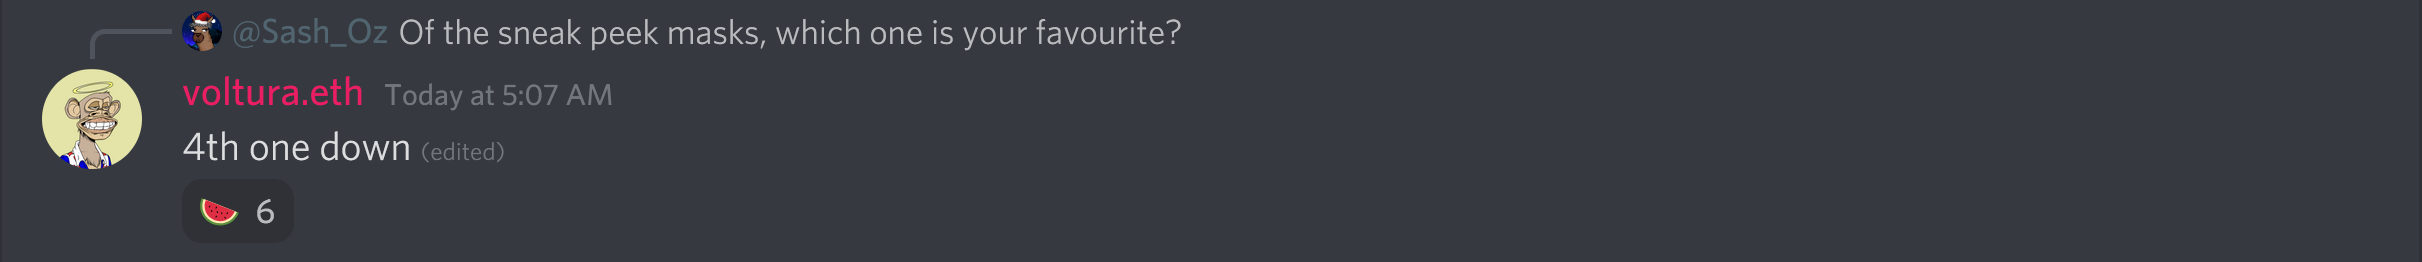 @Sash_Oz Of the sneak peek masks, which one is your favourite?
voltura.eth Today at 5:07 AM
4th one down (edited)
6